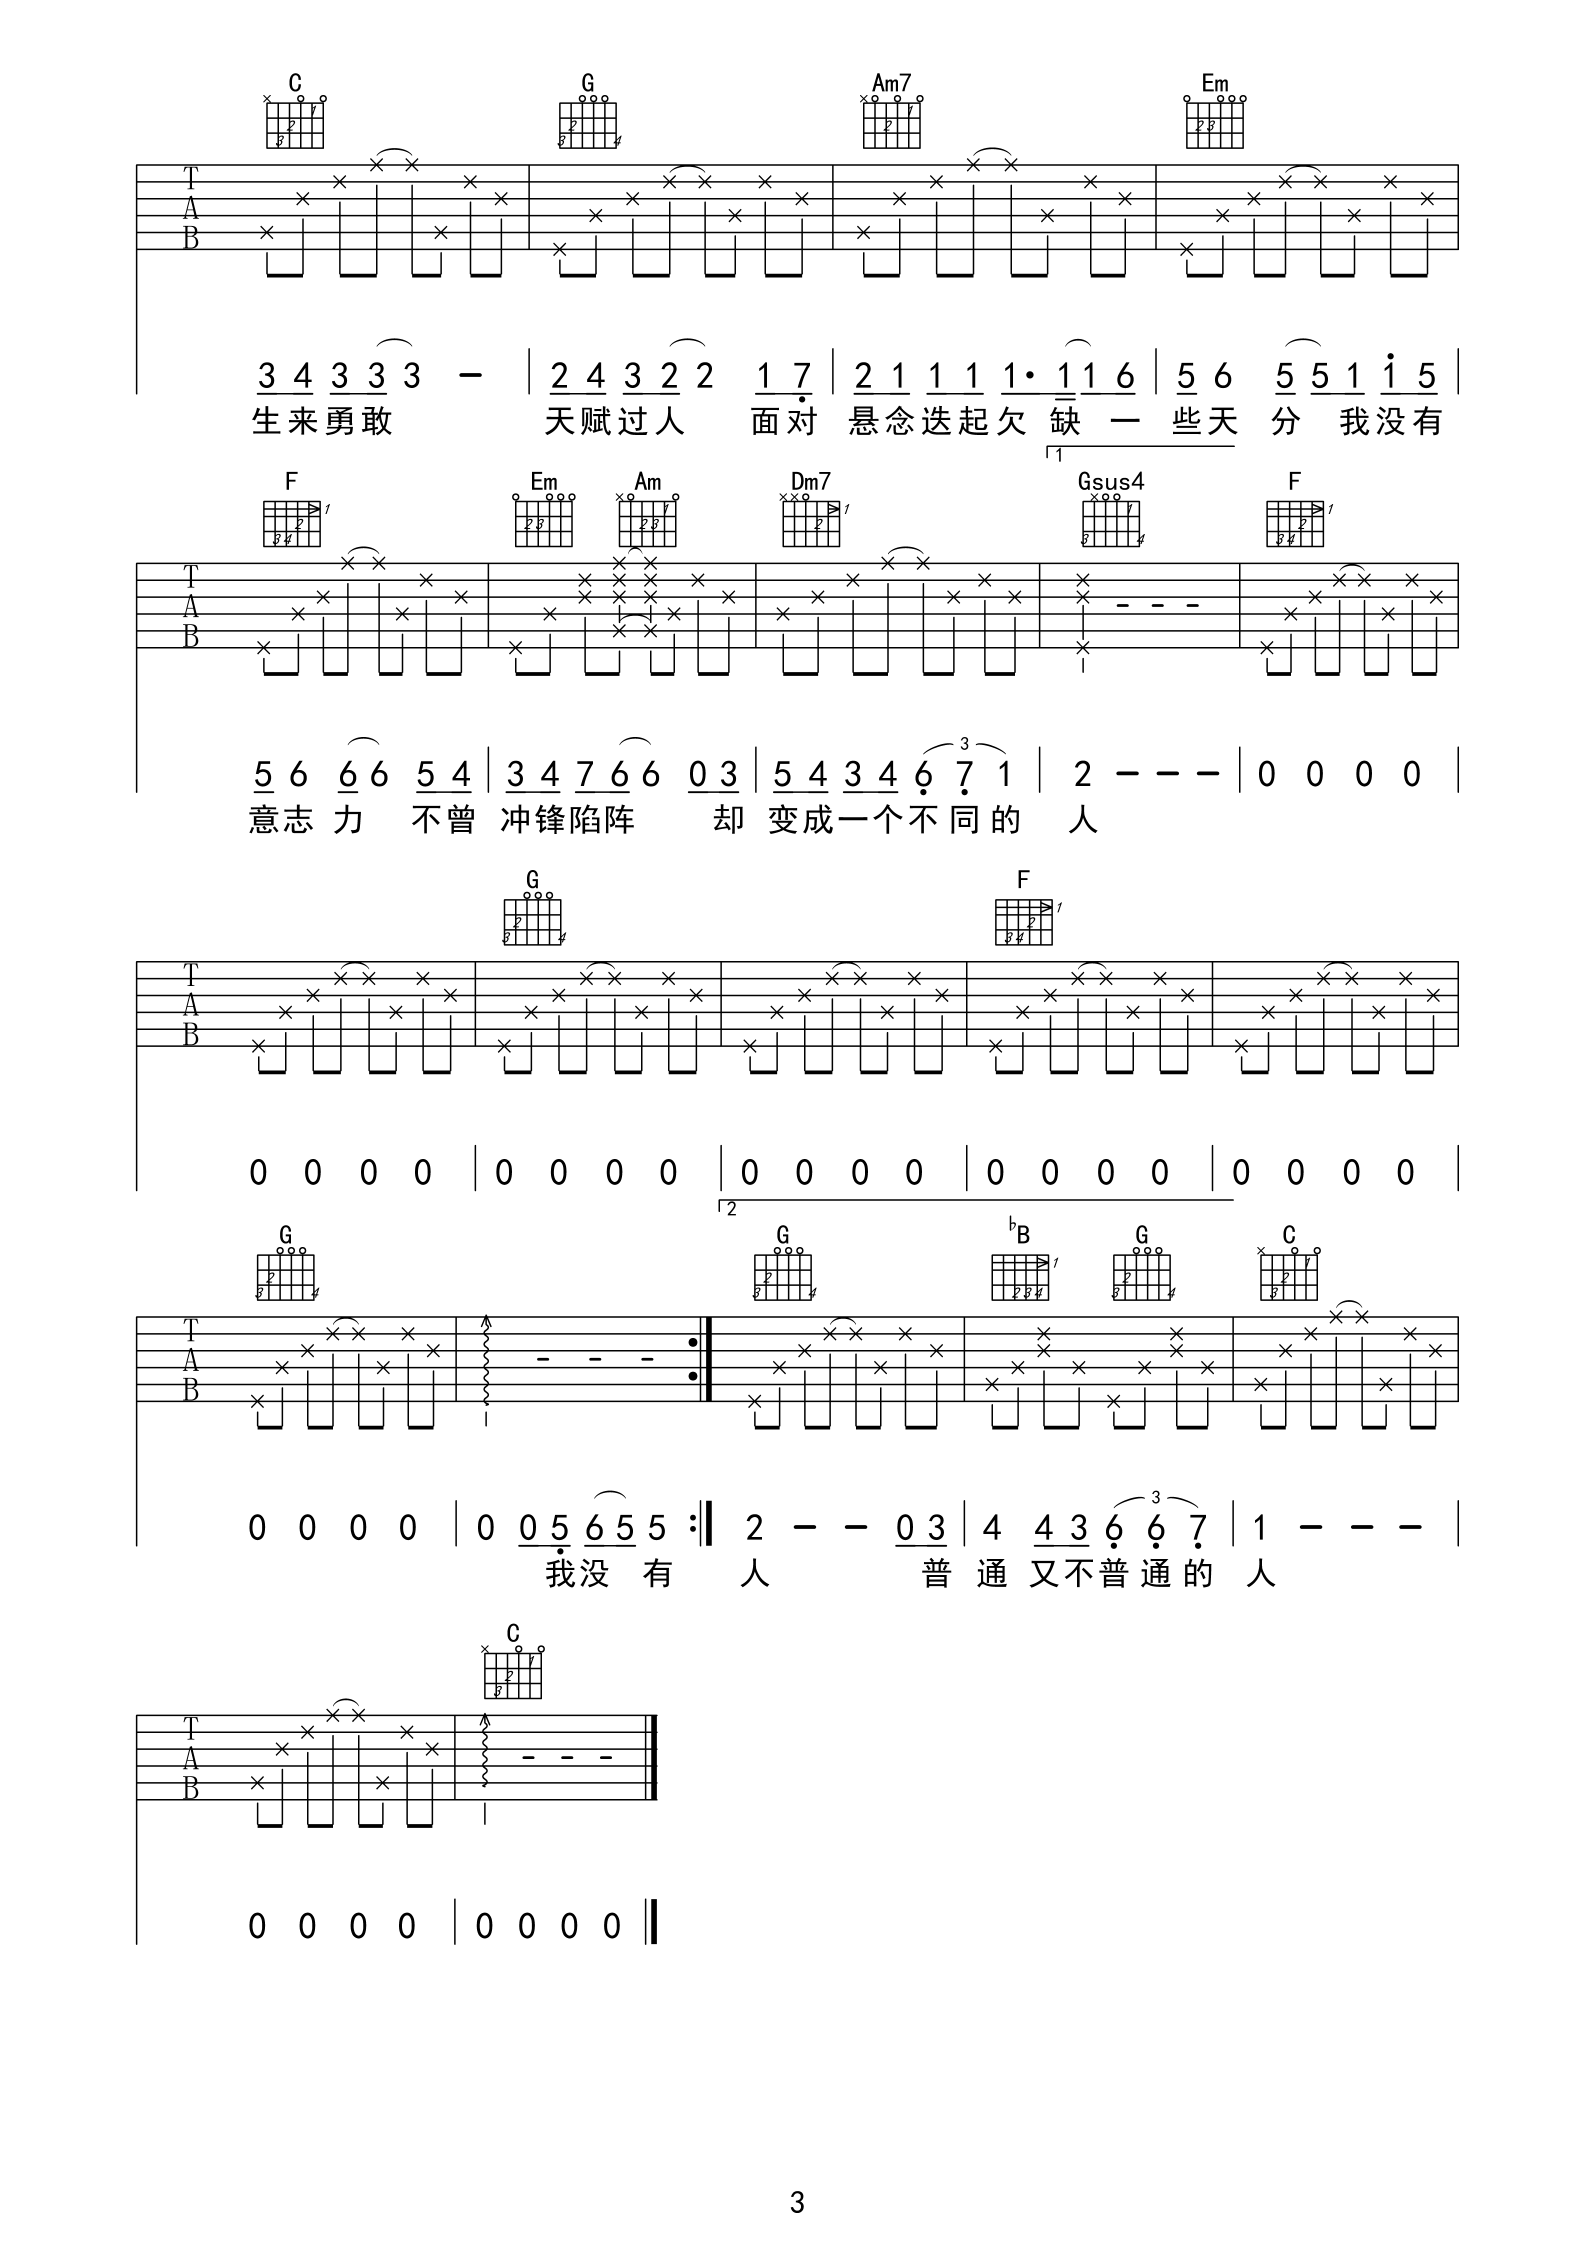 C G Am7 Em
T A B
3 4 3 3 3 - 2 4 3 2 2 1 7 2 1 1 1 1· 1 1 6 5 6 5 5 1 1 5
生来勇敢 天赋过人 面对 悬念迭起欠 缺 一 些天 分 我没有
1
F Em Am Dm7 Gsus4 F
T A B
3
5 6 6 6 5 4 3 4 7 6 6 0 3 5 4 3 4 6 7 1 2 - - - 0 0 0 0
意志 力 不曾 冲锋陷阵 却 变成一个不 同 的 人
G F
T A B
0 0 0 0 0 0 0 0 0 0 0 0 0 0 0 0 0 0 0 0
2
G G ♭B G C
T A B
3
0 0 0 0 0 0 5 6 5 5 2 - - 0 3 4 4 3 6 6 7 1 - - -
我没 有 人 普 通 又不普通的 人
C
T A B
0 0 0 0 0 0 0 0
3